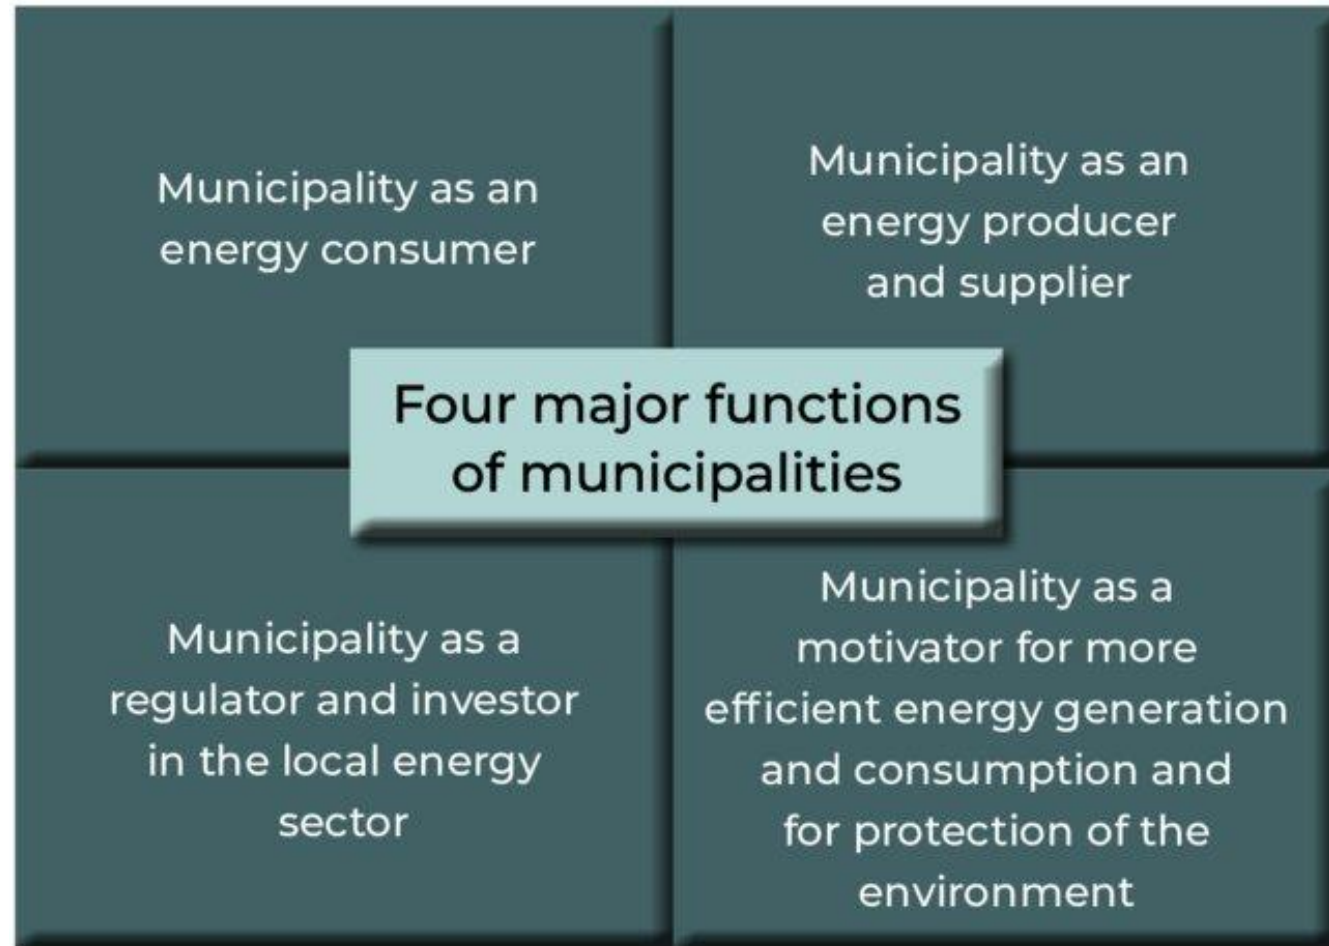 Municipality as an
energy consumer
Municipality as an
energy producer
and supplier
Four major functions
of municipalities
Municipality as a
regulator and investor
in the local energy
sector
Municipality as a
motivator for more
efficient energy generation
and consumption and
for protection of the
environment